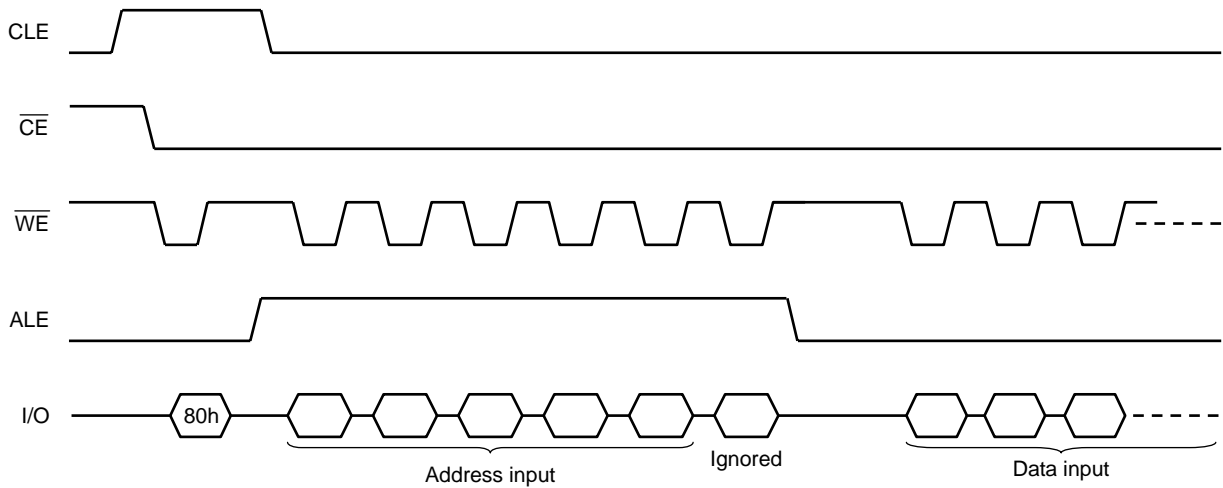 CLE
CE
WE
ALE
I/O
80h
Address input
Ignored
Data input